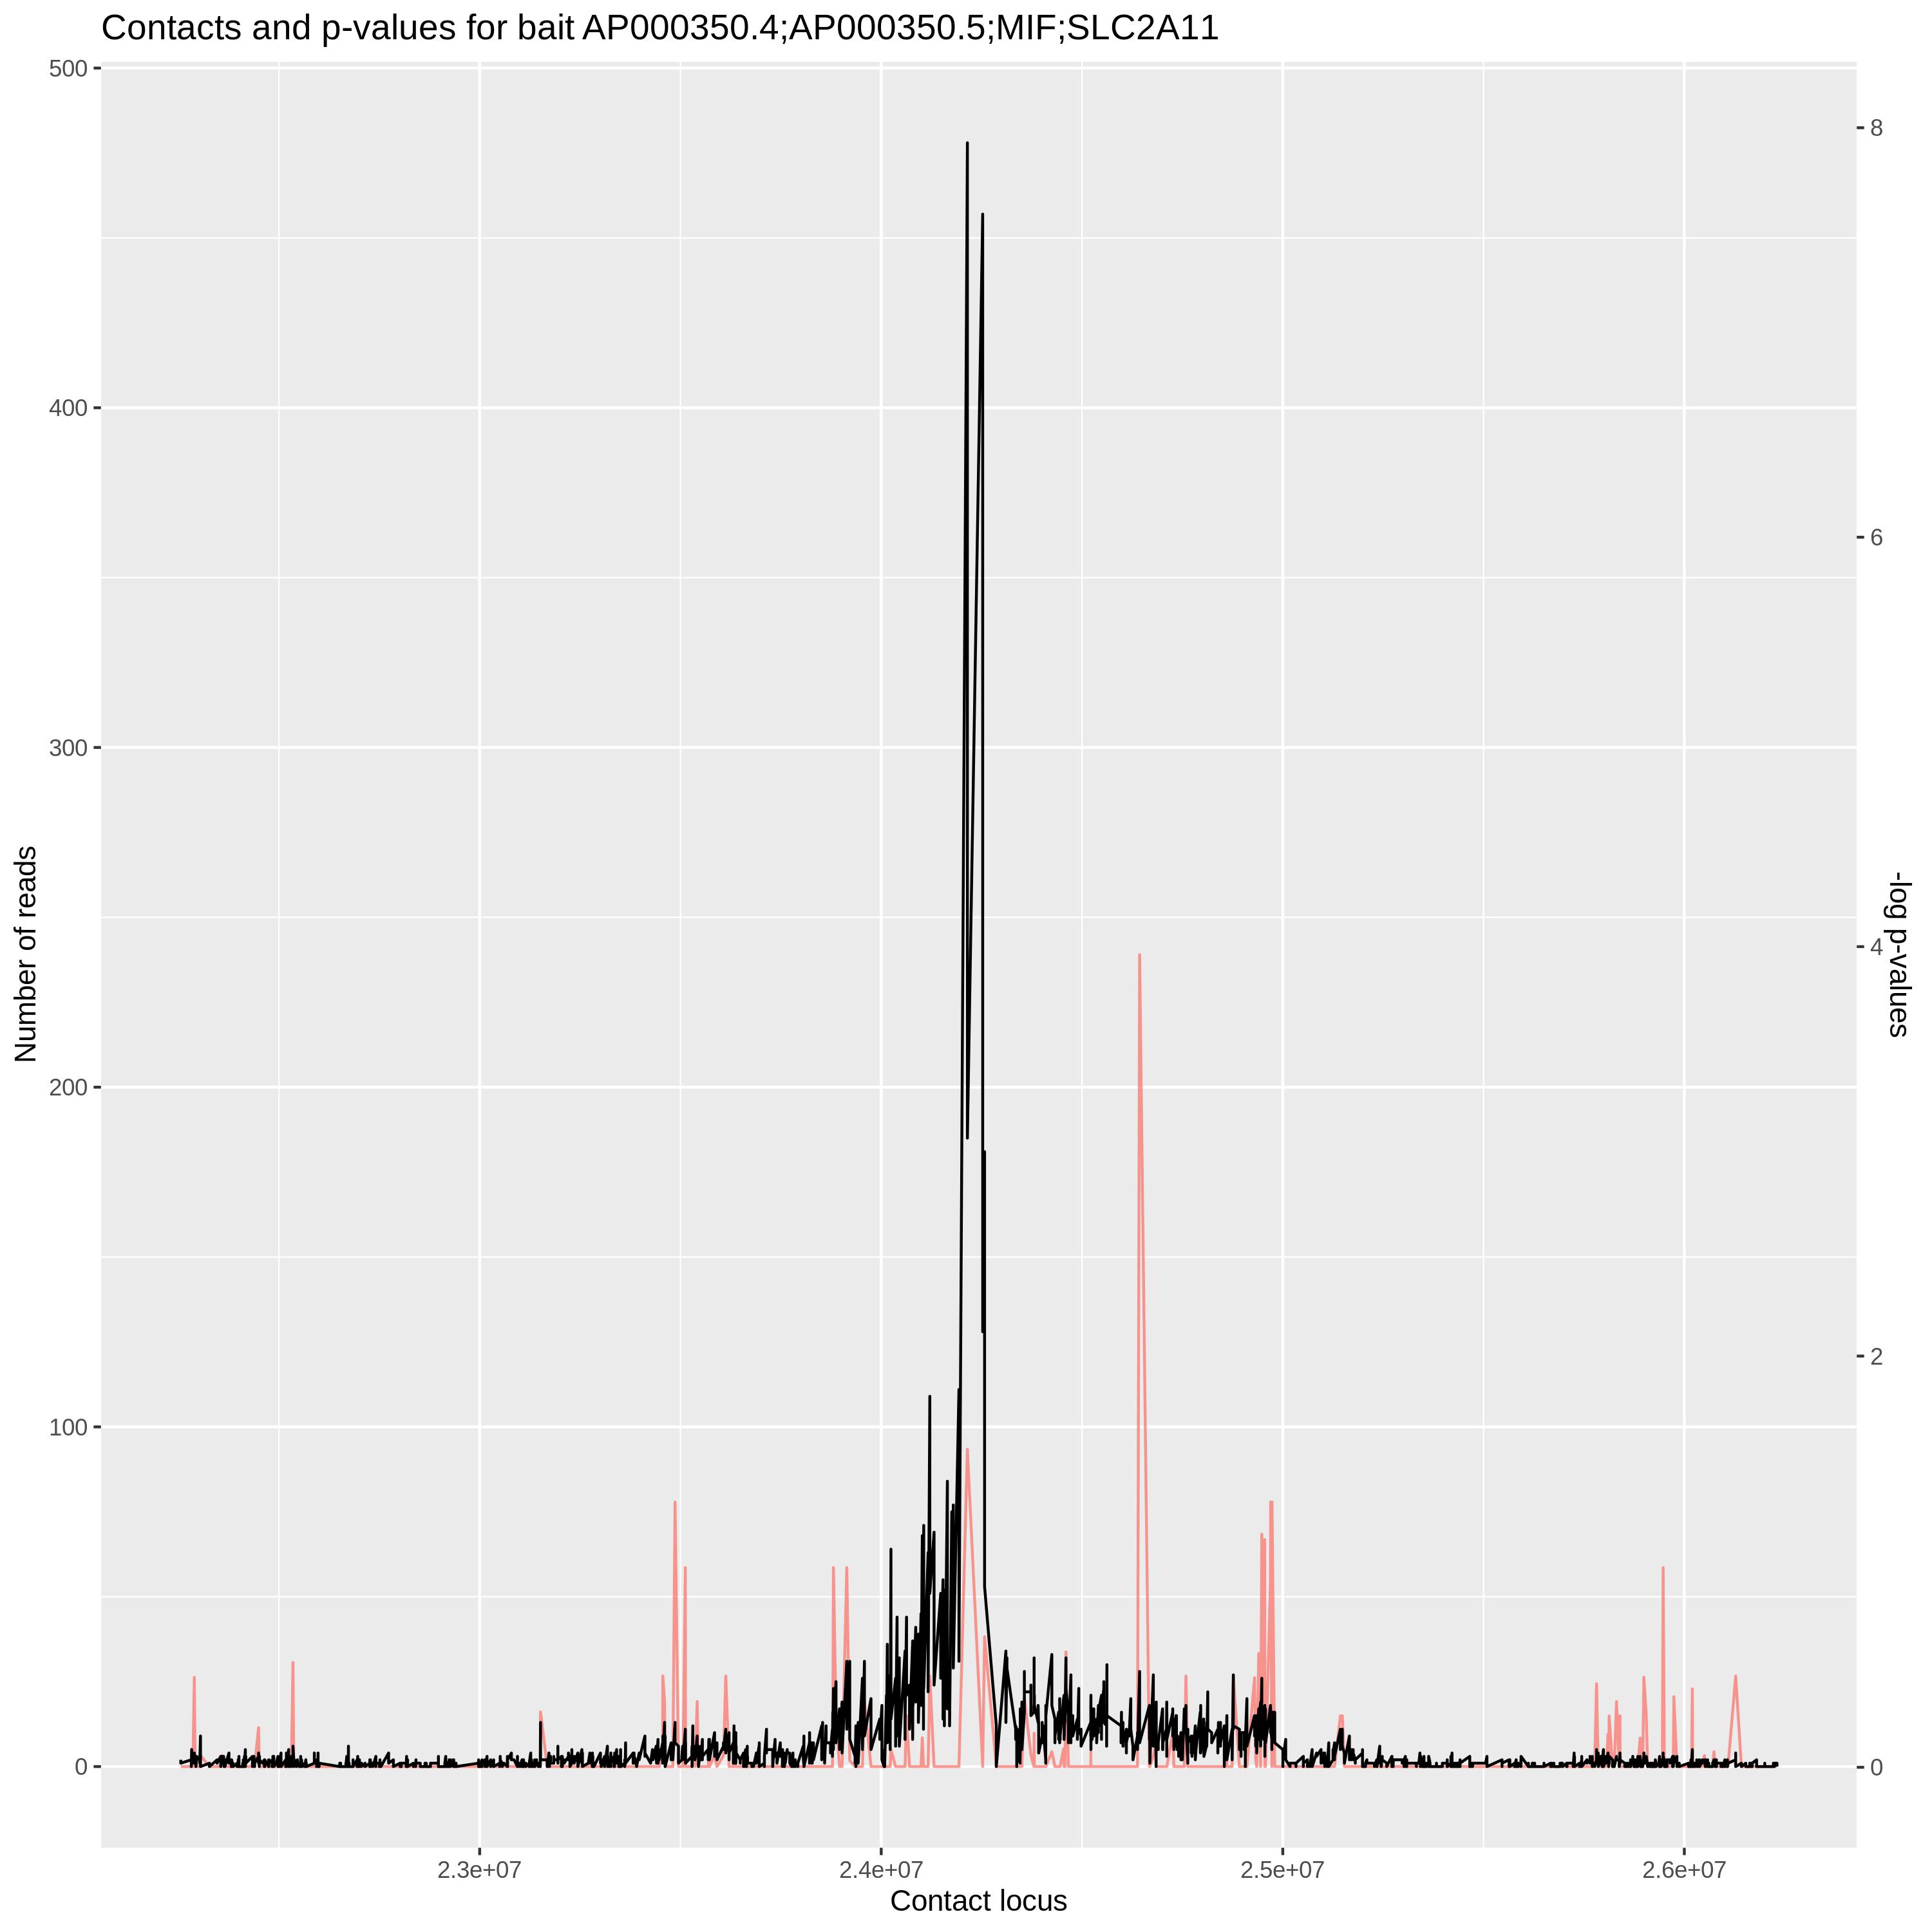 Contacts and p-values for bait AP000350.4;AP000350.5;MIF;SLC2A11
500
400
300
200
100
0
Number of reads
8
6
4
2
0
-log p-values
2.3e+07
2.4e+07
2.5e+07
2.6e+07
Contact locus